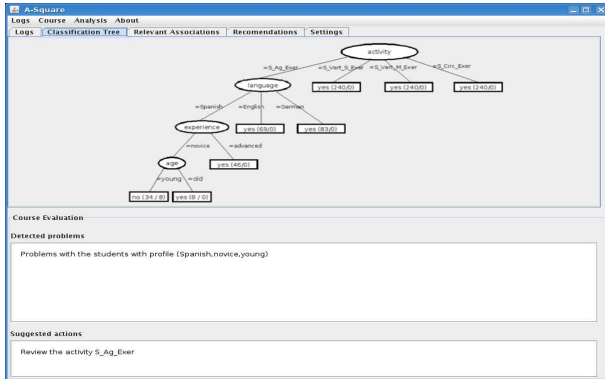 A-Square
Logs Course Analysis About
Logs Classification Tree Relevant Associations Recomendations Settings
activity
=S_Ag_Exer =S_Vert_S_Exer =S_Vert_M_Exer =S_Circ_Exer
language yes (240/0) yes (240/0) yes (240/0)
=Spanish =English =German
experience yes (69/0) yes (83/0)
=novice =advanced
age yes (46/0)
=young =old
no (34 / 8) yes (8 / 0)
Course Evaluation
Detected problems
Problems with the students with profile (Spanish,novice,young)
Suggested actions
Review the activity S_Ag_Exer